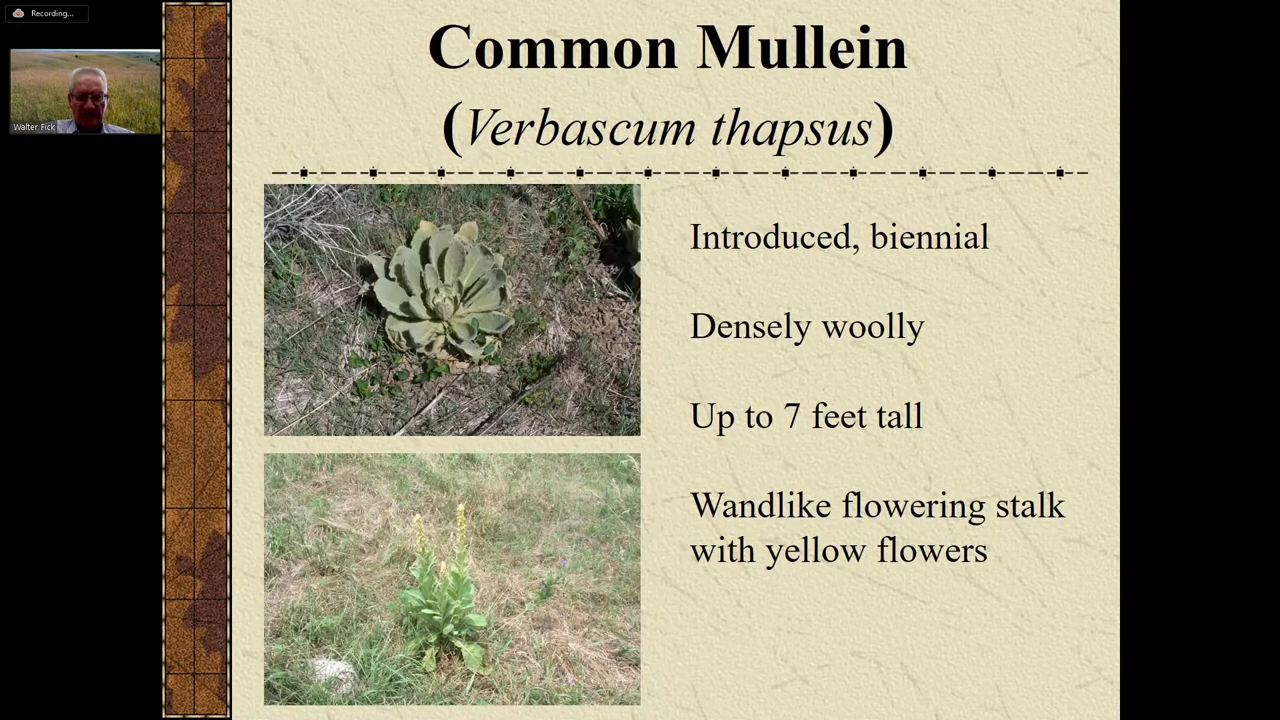 Recording...
Walter Fick
Common Mullein
(Verbascum thapsus)
Introduced, biennial
Densely woolly
Up to 7 feet tall
Wandlike flowering stalk
with yellow flowers